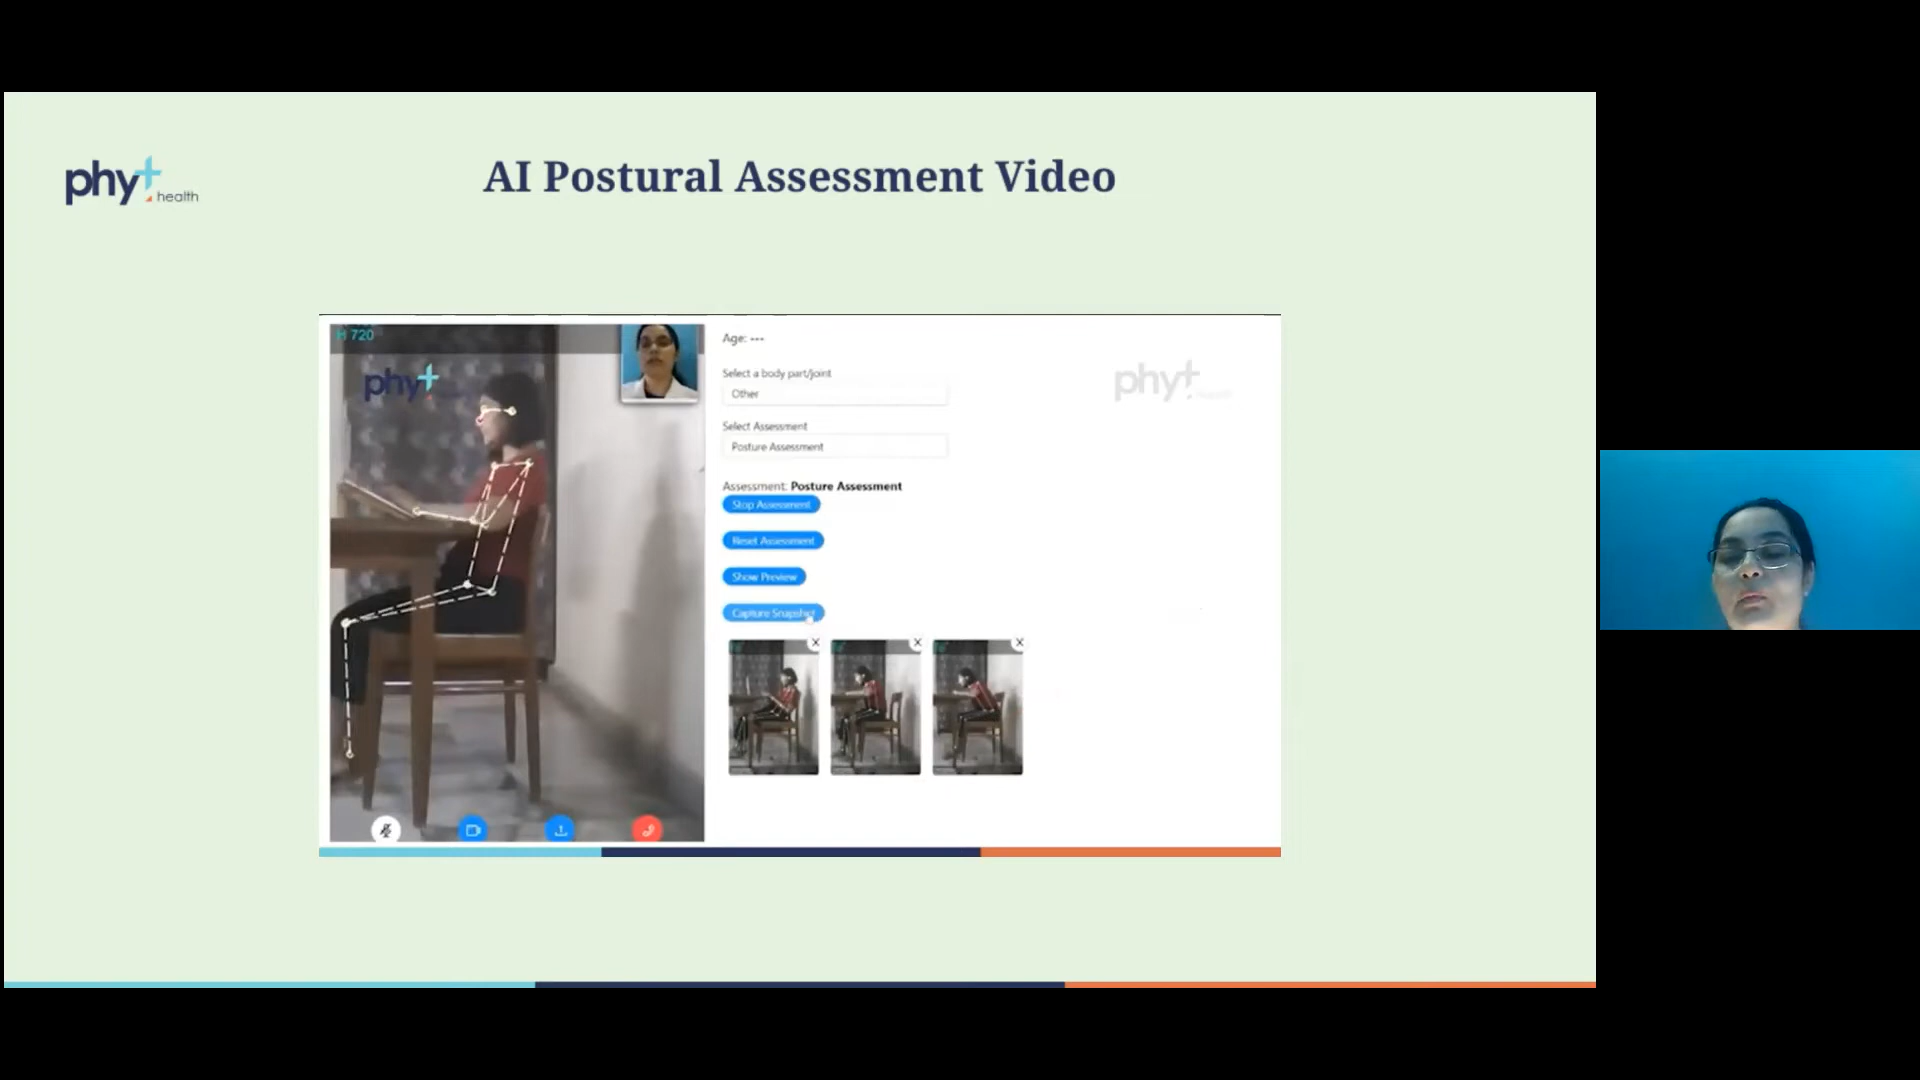 phy+ health
AI Postural Assessment Video
H 720
phy+
Age: ---
Select a body part/joint
Other
Select Assessment
Posture Assessment
Assessment: Posture Assessment
Stop Assessment
Reset Assessment
Show Preview
Capture Snapshot
phy+